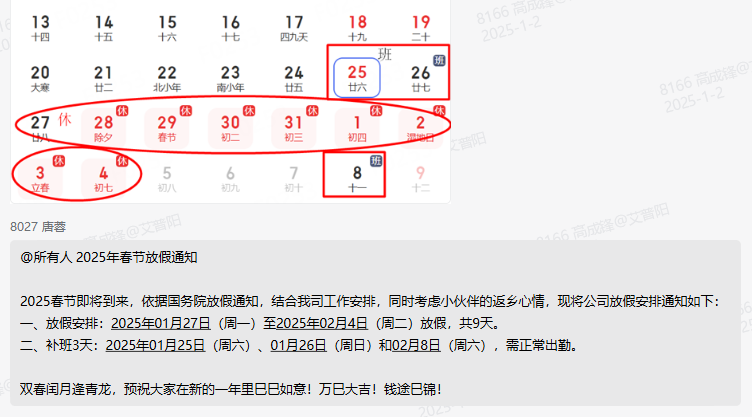 13 14 15 16 17 18 19
十四 十五 十六 十七 四九天 十九 二十
班
20 21 22 23 24 25 26 班
大寒 廿二 北小年 南小年 廿五 廿六 廿七
27 休 28 休 29 休 30 休 31 休 1 休 2 休
廿八 除夕 春节 初二 初三 初四 湿地日
3 休 4 休 5 6 7 8 班 9
立春 初七 初八 初九 初十 十一 十二
8027 唐蓉
@所有人 2025年春节放假通知
2025春节即将到来，依据国务院放假通知，结合我司工作安排，同时考虑小伙伴的返乡心情，现将公司放假安排通知如下：
一、放假安排：2025年01月27日（周一）至2025年02月4日（周二）放假，共9天。
二、补班3天：2025年01月25日（周六）、01月26日（周日）和02月8日（周六），需正常出勤。
双春闰月逢青龙，预祝大家在新的一年里巳巳如意！万巳大吉！钱途巳锦！
8166 高成锋@艾普阳
2025-1-2